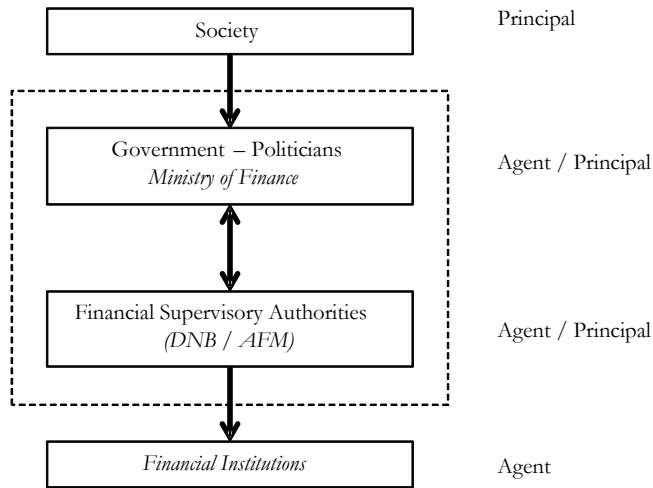 Society
Principal
Government – Politicians
Ministry of Finance
Agent / Principal
Financial Supervisory Authorities
(DNB / AFM)
Agent / Principal
Financial Institutions
Agent